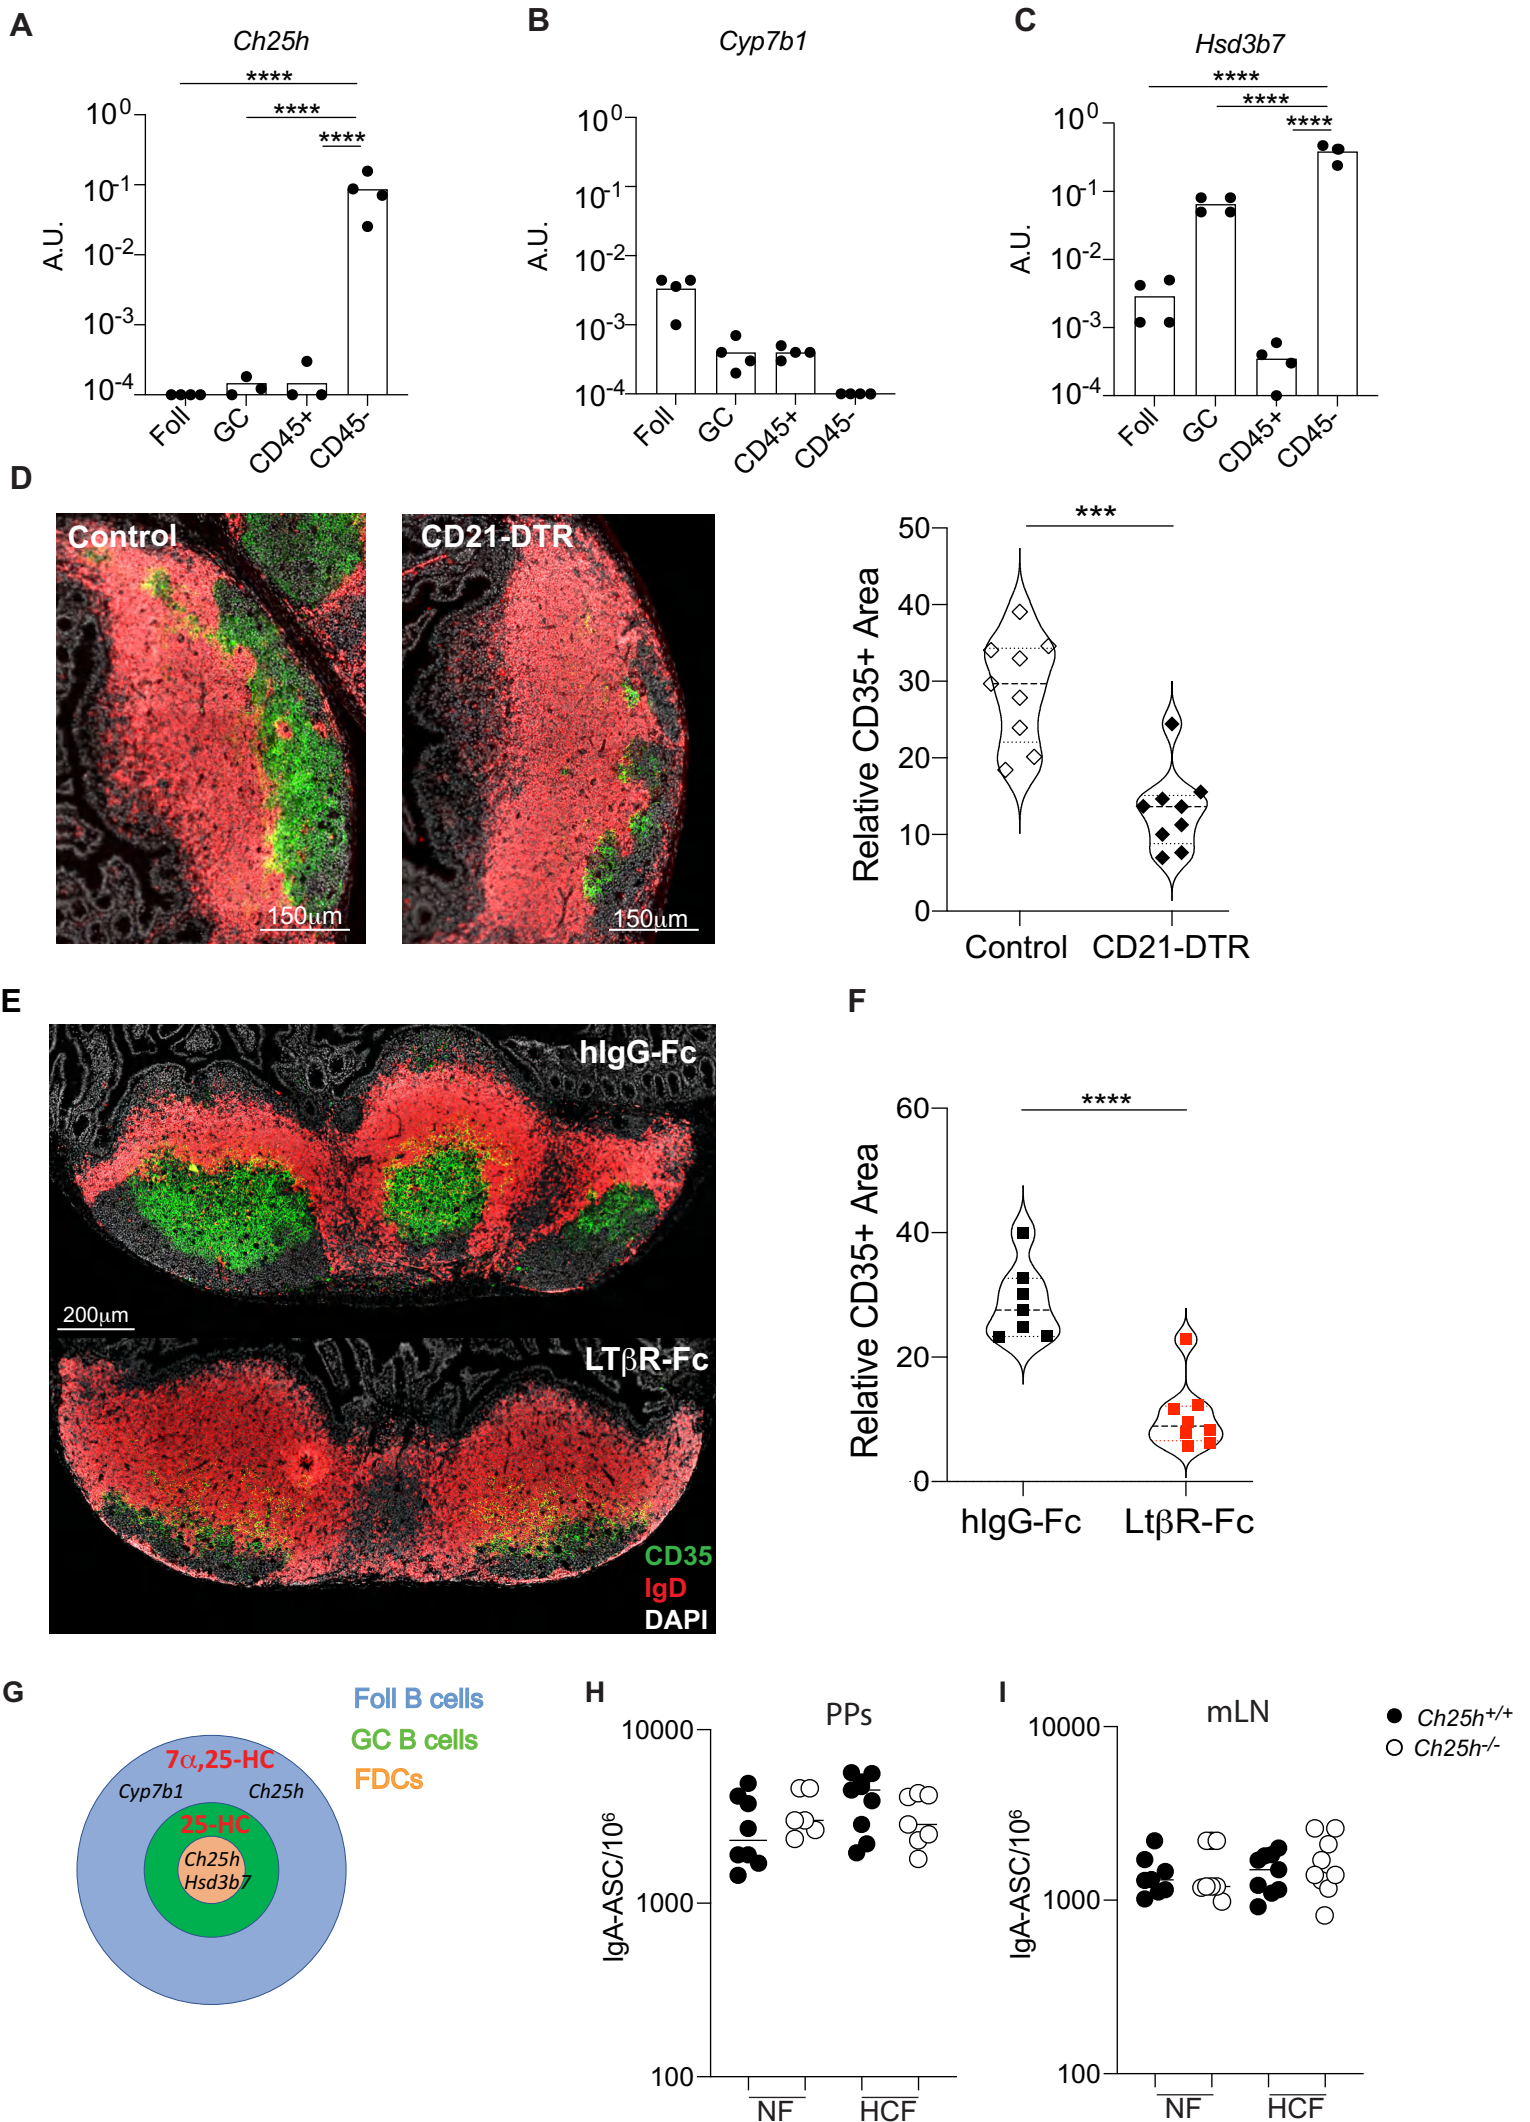 A
Ch25h
****
****
****
A.U.
10^0
10^-1
10^-2
10^-3
10^-4
Foll
GC
CD45+
CD45-
B
Cyp7b1
A.U.
10^0
10^-1
10^-2
10^-3
10^-4
Foll
GC
CD45+
CD45-
C
Hsd3b7
****
****
****
A.U.
10^0
10^-1
10^-2
10^-3
10^-4
Foll
GC
CD45+
CD45-
D
Control
150μm
CD21-DTR
150μm
***
Relative CD35+ Area
50
40
30
20
10
0
Control
CD21-DTR
E
hIgG-Fc
200μm
LTβR-Fc
CD35
IgD
DAPI
F
****
Relative CD35+ Area
60
40
20
0
hIgG-Fc
LtβR-Fc
G
Foll B cells
GC B cells
FDCs
7α,25-HC
Cyp7b1
Ch25h
25-HC
Ch25h
Hsd3b7
H
PPs
IgA-ASC/10^6
10000
1000
100
NF
HCF
I
mLN
IgA-ASC/10^6
10000
1000
100
NF
HCF
Ch25h^+/+
Ch25h^-/-